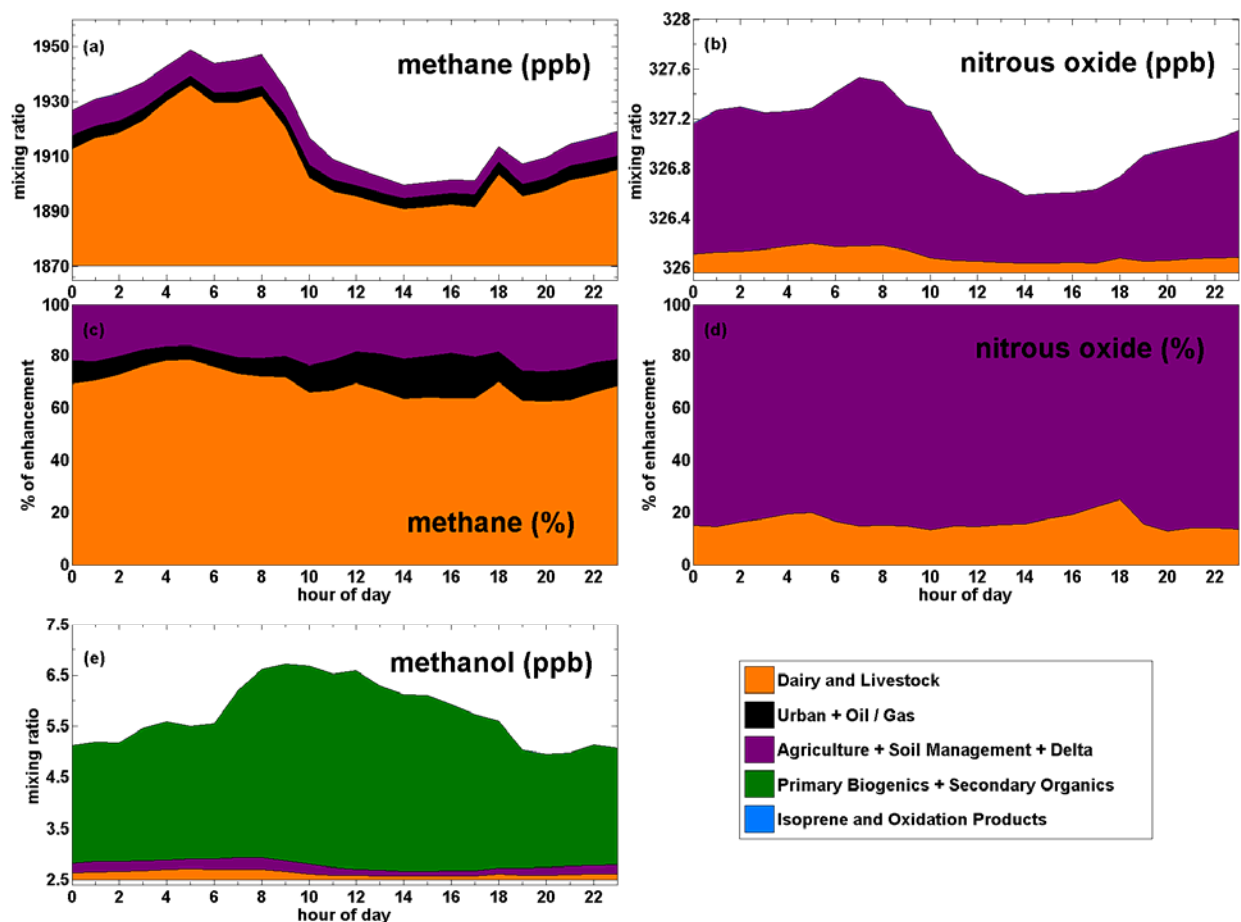 (a)
methane (ppb)
mixing ratio
1950
1930
1910
1890
1870
0 2 4 6 8 10 12 14 16 18 20 22
(b)
nitrous oxide (ppb)
mixing ratio
328
327.6
327.2
326.8
326.4
326
0 2 4 6 8 10 12 14 16 18 20 22
(c)
methane (%)
% of enhancement
100
80
60
40
20
0
0 2 4 6 8 10 12 14 16 18 20 22
hour of day
(d)
nitrous oxide (%)
% of enhancement
100
80
60
40
20
0
0 2 4 6 8 10 12 14 16 18 20 22
hour of day
(e)
methanol (ppb)
mixing ratio
7.5
6.5
5.5
4.5
3.5
2.5
0 2 4 6 8 10 12 14 16 18 20 22
hour of day
Dairy and Livestock
Urban + Oil / Gas
Agriculture + Soil Management + Delta
Primary Biogenics + Secondary Organics
Isoprene and Oxidation Products